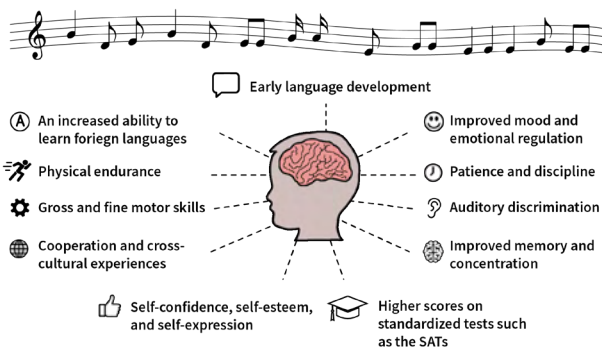 Early language development
A
An increased ability to
learn foriegn languages
Improved mood and
emotional regulation
Physical endurance
Patience and discipline
Gross and fine motor skills
Auditory discrimination
Cooperation and cross-
cultural experiences
Improved memory and
concentration
Self-confidence, self-esteem,
and self-expression
Higher scores on
standardized tests such
as the SATs